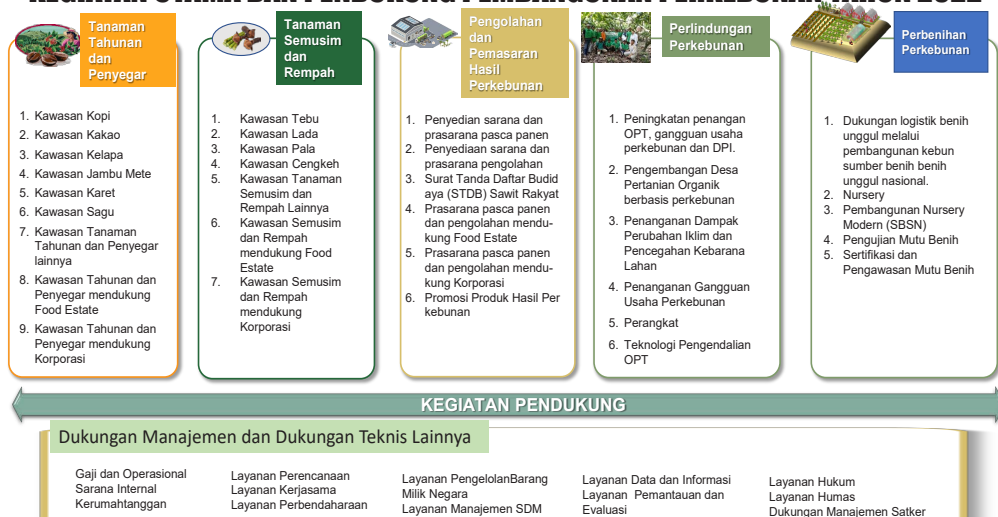 KEGIATAN UTAMA DAN PENDUKUNG PEMBANGUNAN PERKEBUNAN TAHUN 2022
Tanaman
Tahunan
dan
Penyegar
1. Kawasan Kopi
2. Kawasan Kakao
3. Kawasan Kelapa
4. Kawasan Jambu Mete
5. Kawasan Karet
6. Kawasan Sagu
7. Kawasan Tanaman
Tahunan dan Penyegar
lainnya
8. Kawasan Tahunan dan
Penyegar mendukung
Food Estate
9. Kawasan Tahunan dan
Penyegar mendukung
Korporasi
Tanaman
Semusim
dan
Rempah
1. Kawasan Tebu
2. Kawasan Lada
3. Kawasan Pala
4. Kawasan Cengkeh
5. Kawasan Tanaman
Semusim dan
Rempah Lainnya
6. Kawasan Semusim
dan Rempah
mendukung Food
Estate
7. Kawasan Semusim
dan Rempah
mendukung
Korporasi
Pengolahan
dan
Pemasaran
Hasil
Perkebunan
1. Penyedian sarana dan
prasarana pasca panen
2. Penyediaan sarana dan
prasarana pengolahan
3. Surat Tanda Daftar Budid
aya (STDB) Sawit Rakyat
4. Prasarana pasca panen
dan pengolahan mendu-
kung Food Estate
5. Prasarana pasca panen
dan pengolahan mendu-
kung Korporasi
6. Promosi Produk Hasil Per
kebunan
Perlindungan
Perkebunan
1. Peningkatan penangan
OPT, gangguan usaha
perkebunan dan DPI.
2. Pengembangan Desa
Pertanian Organik
berbasis perkebunan
3. Penanganan Dampak
Perubahan Iklim dan
Pencegahan Kebarana
Lahan
4. Penanganan Gangguan
Usaha Perkebunan
5. Perangkat
6. Teknologi Pengendalian
OPT
Perbenihan
Perkebunan
1. Dukungan logistik benih
unggul melalui
pembangunan kebun
sumber benih benih
unggul nasional.
2. Nursery
3. Pembangunan Nursery
Modern (SBSN)
4. Pengujian Mutu Benih
5. Sertifikasi dan
Pengawasan Mutu Benih
KEGIATAN PENDUKUNG
Dukungan Manajemen dan Dukungan Teknis Lainnya
Gaji dan Operasional
Sarana Internal
Kerumahtanggan
Layanan Perencanaan
Layanan Kerjasama
Layanan Perbendaharaan
Layanan PengelolanBarang
Milik Negara
Layanan Manajemen SDM
Layanan Data dan Informasi
Layanan Pemantauan dan
Evaluasi
Layanan Hukum
Layanan Humas
Dukungan Manajemen Satker